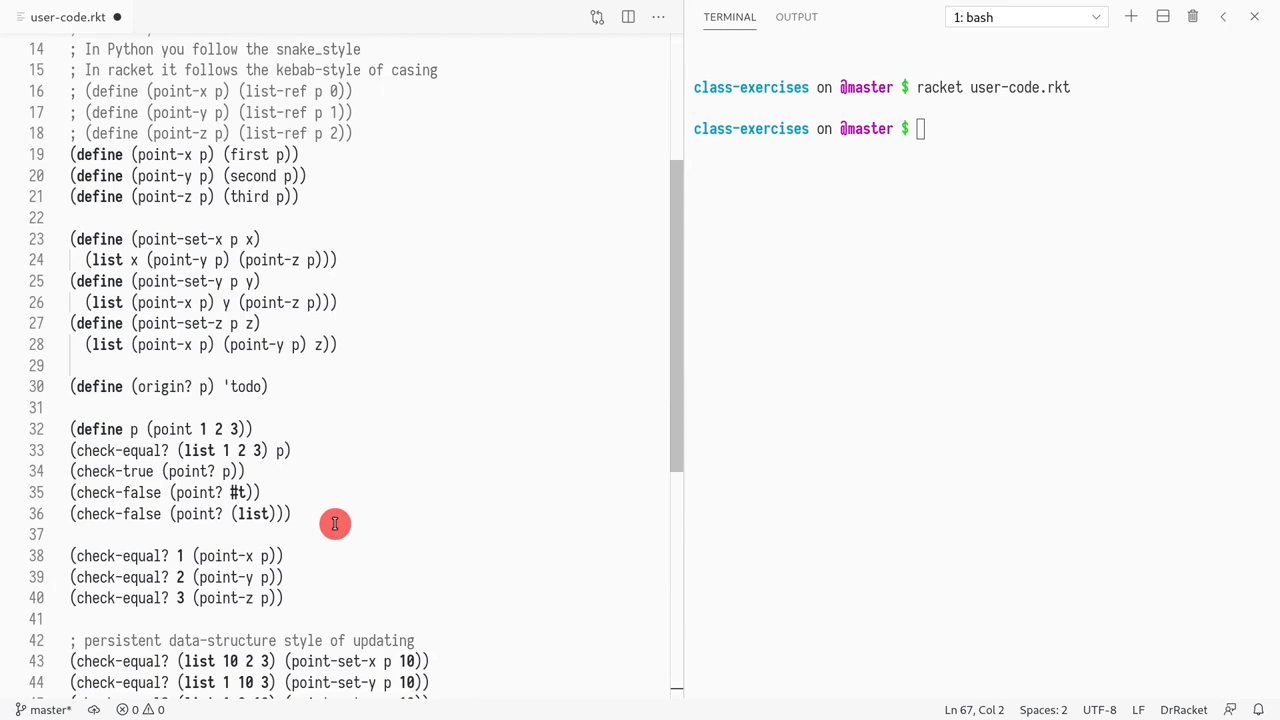 user-code.rkt
14 ; In Python you follow the snake_style
15 ; In racket it follows the kebab-style of casing
16 ; (define (point-x p) (list-ref p 0))
17 ; (define (point-y p) (list-ref p 1))
18 ; (define (point-z p) (list-ref p 2))
19 (define (point-x p) (first p))
20 (define (point-y p) (second p))
21 (define (point-z p) (third p))
22
23 (define (point-set-x p x)
24 (list x (point-y p) (point-z p)))
25 (define (point-set-y p y)
26 (list (point-x p) y (point-z p)))
27 (define (point-set-z p z)
28 (list (point-x p) (point-y p) z))
29
30 (define (origin? p) 'todo)
31
32 (define p (point 1 2 3))
33 (check-equal? (list 1 2 3) p)
34 (check-true (point? p))
35 (check-false (point? #t))
36 (check-false (point? (list)))
37
38 (check-equal? 1 (point-x p))
39 (check-equal? 2 (point-y p))
40 (check-equal? 3 (point-z p))
41
42 ; persistent data-structure style of updating
43 (check-equal? (list 10 2 3) (point-set-x p 10))
44 (check-equal? (list 1 10 3) (point-set-y p 10))
TERMINAL OUTPUT 1: bash
class-exercises on @master $ racket user-code.rkt
class-exercises on @master $
master* 0 0 Ln 67, Col 2 Spaces: 2 UTF-8 LF DrRacket